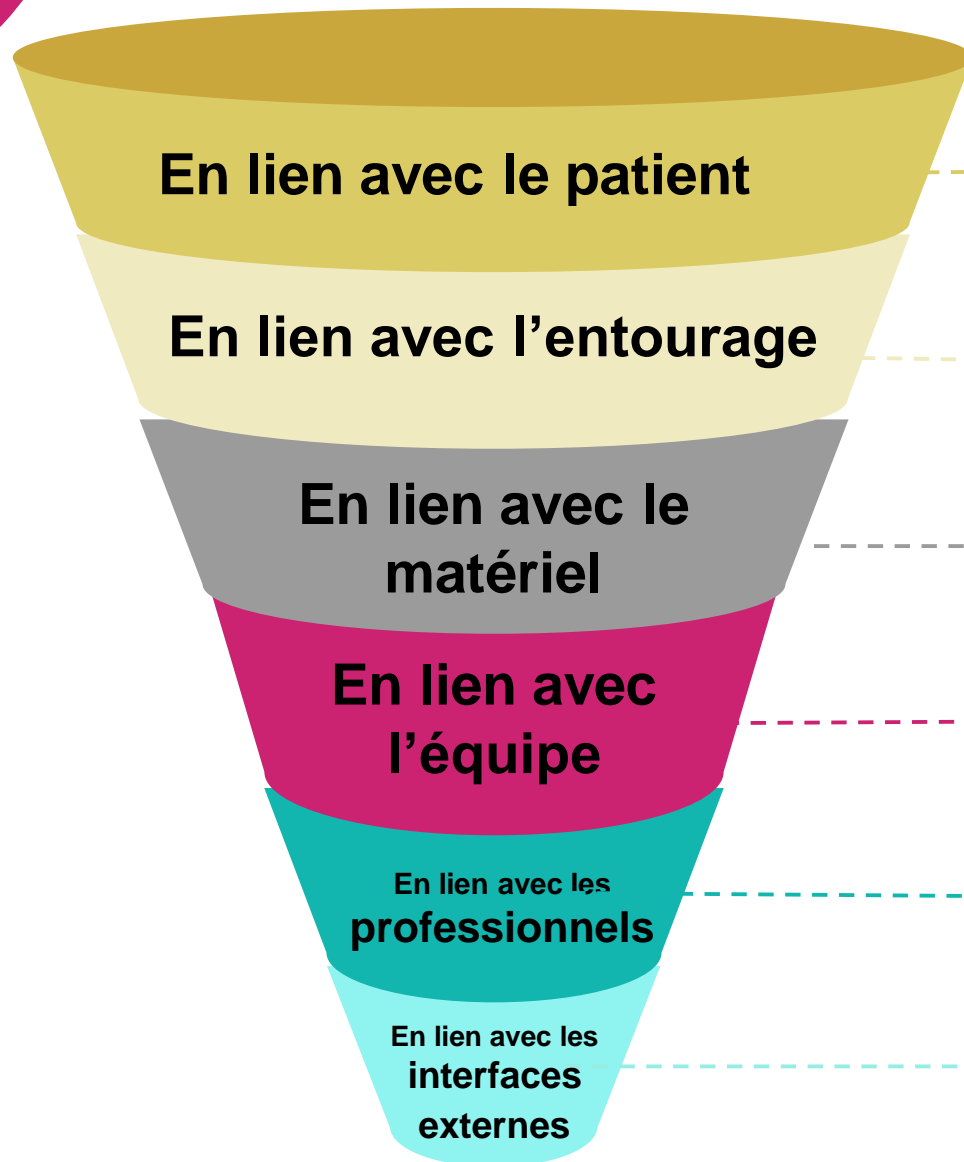 En lien avec le patient
En lien avec l’entourage
En lien avec le
matériel
En lien avec
l’équipe
En lien avec les
professionnels
En lien avec les
interfaces
externes